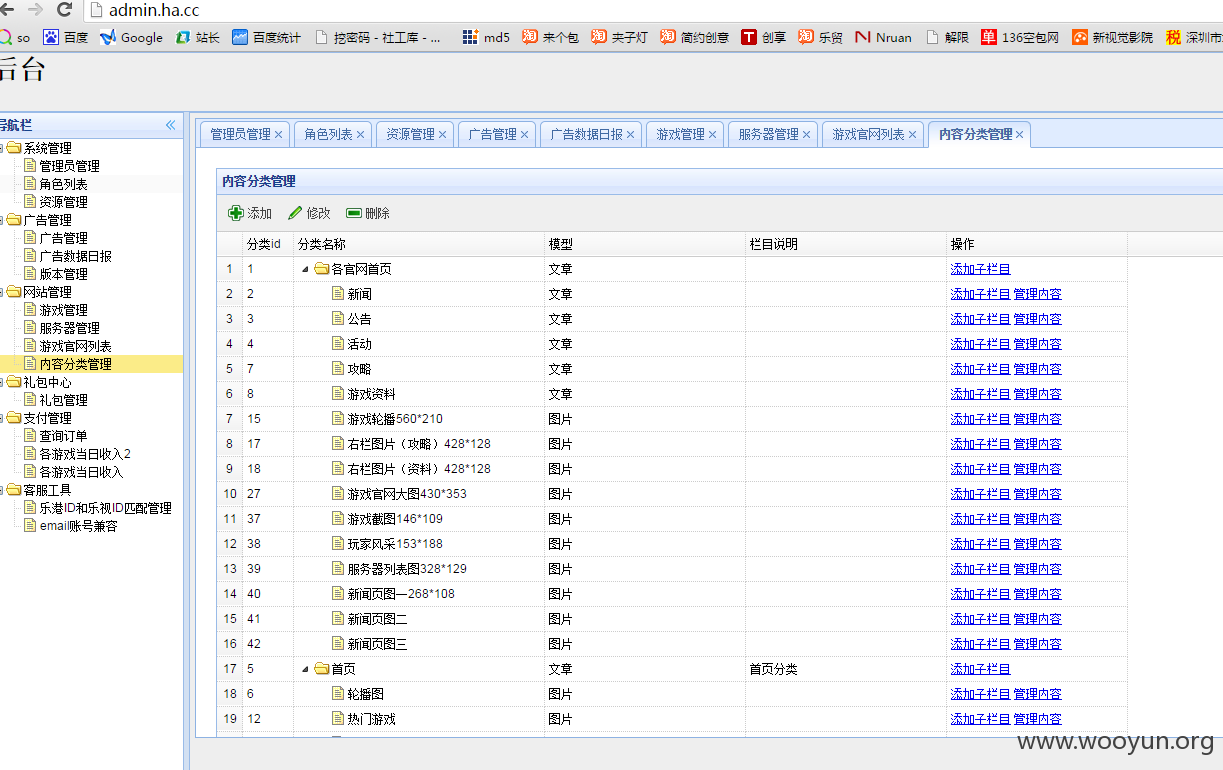 admin.ha.cc
so 百度 Google 站长 百度统计 挖密码 - 社工库 - ... md5 来个包 夹子灯 简约创意 创享 乐贸 Nruan 解限 136空包网 新视觉影院 深圳市
后台
导航栏
管理员管理 角色列表 资源管理 广告管理 广告数据日报 游戏管理 服务器管理 游戏官网列表 内容分类管理
系统管理
管理员管理
角色列表
资源管理
广告管理
广告管理
广告数据日报
版本管理
网站管理
游戏管理
服务器管理
游戏官网列表
内容分类管理
礼包中心
礼包管理
支付管理
查询订单
各游戏当日收入2
各游戏当日收入
客服工具
乐港ID和乐视ID匹配管理
email账号兼容
内容分类管理
添加 修改 删除
分类id 分类名称 模型 栏目说明 操作
1 1 各官网首页 文章 添加子栏目
2 2 新闻 文章 添加子栏目 管理内容
3 3 公告 文章 添加子栏目 管理内容
4 4 活动 文章 添加子栏目 管理内容
5 7 攻略 文章 添加子栏目 管理内容
6 8 游戏资料 文章 添加子栏目 管理内容
7 15 游戏轮播560*210 图片 添加子栏目 管理内容
8 17 右栏图片（攻略）428*128 图片 添加子栏目 管理内容
9 18 右栏图片（资料）428*128 图片 添加子栏目 管理内容
10 27 游戏官网大图430*353 图片 添加子栏目 管理内容
11 37 游戏截图146*109 图片 添加子栏目 管理内容
12 38 玩家风采153*188 图片 添加子栏目 管理内容
13 39 服务器列表图328*129 图片 添加子栏目 管理内容
14 40 新闻页图一268*108 图片 添加子栏目 管理内容
15 41 新闻页图二 图片 添加子栏目 管理内容
16 42 新闻页图三 图片 添加子栏目 管理内容
17 5 首页 文章 首页分类 添加子栏目
18 6 轮播图 图片 添加子栏目 管理内容
19 12 热门游戏 图片 添加子栏目 管理内容
www.wooyun.org